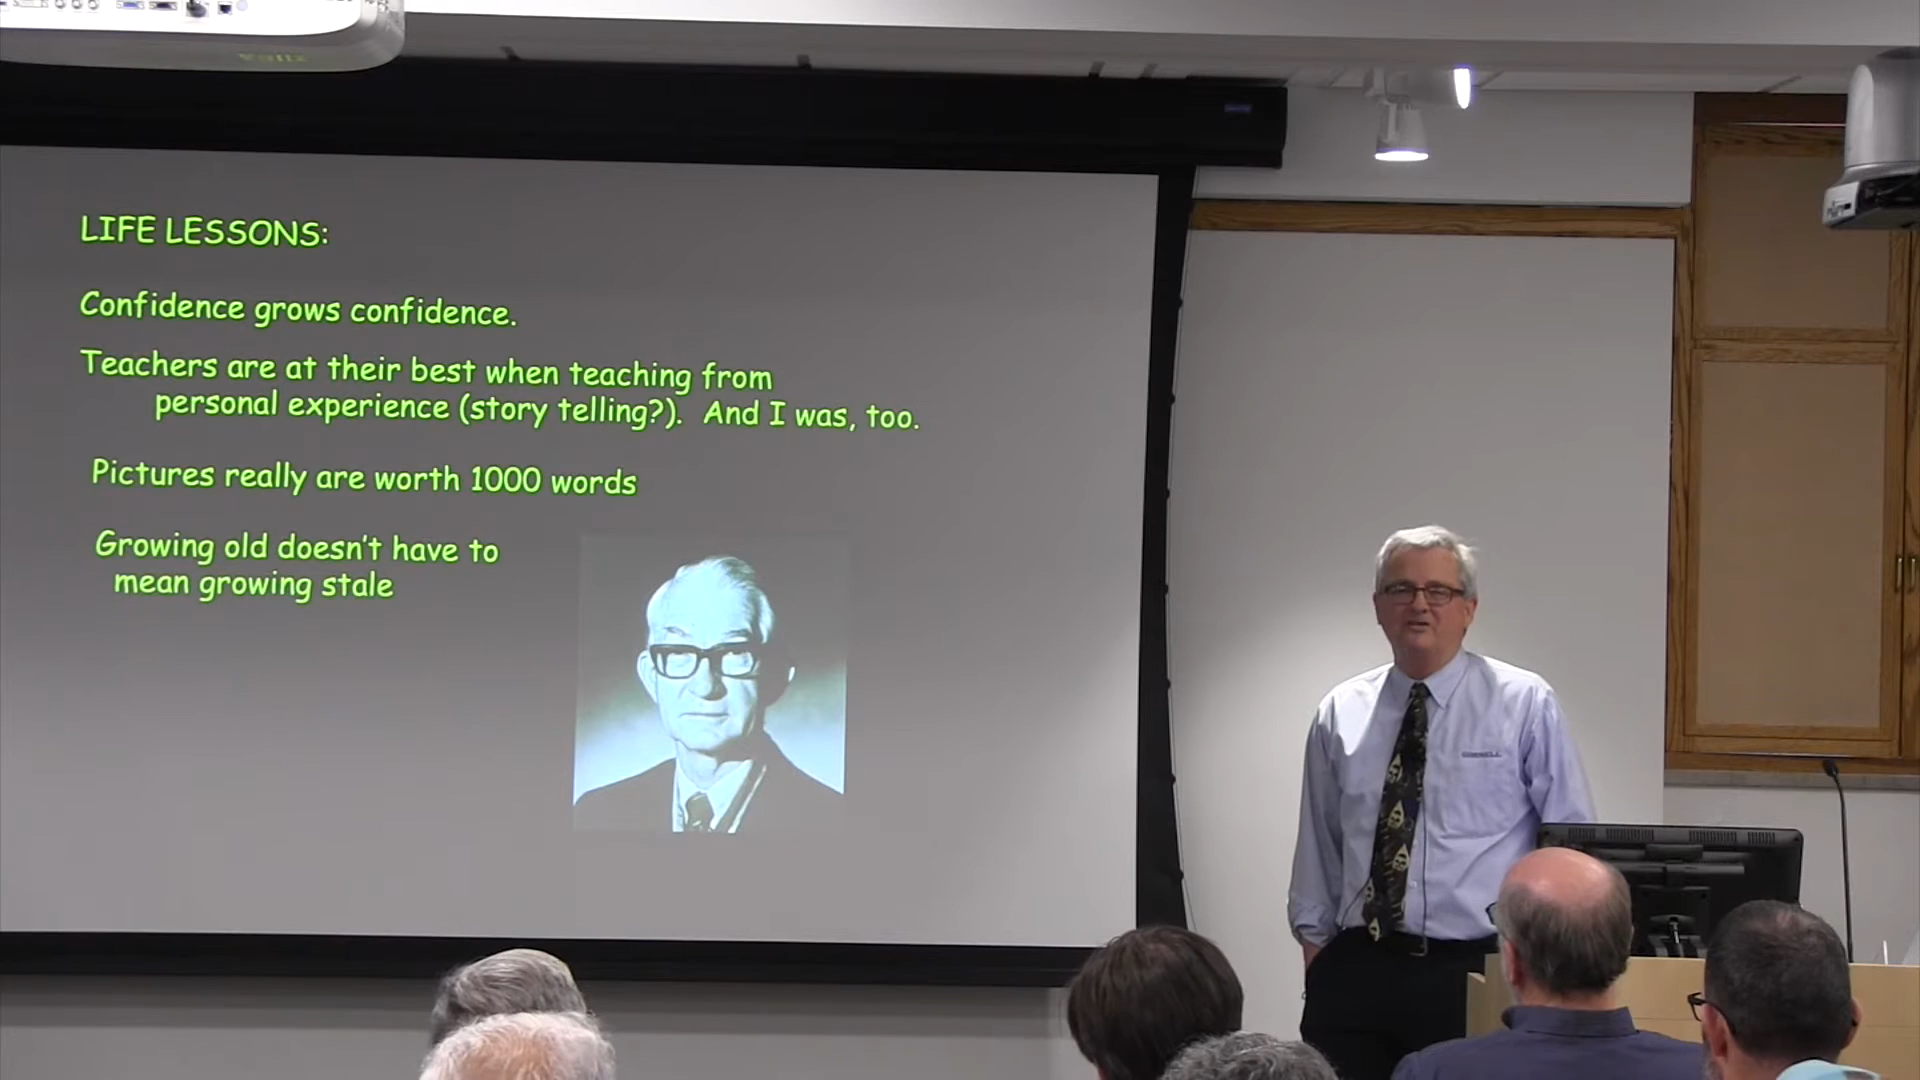 LIFE LESSONS:
Confidence grows confidence.
Teachers are at their best when teaching from
personal experience (story telling?). And I was, too.
Pictures really are worth 1000 words
Growing old doesn't have to
mean growing stale